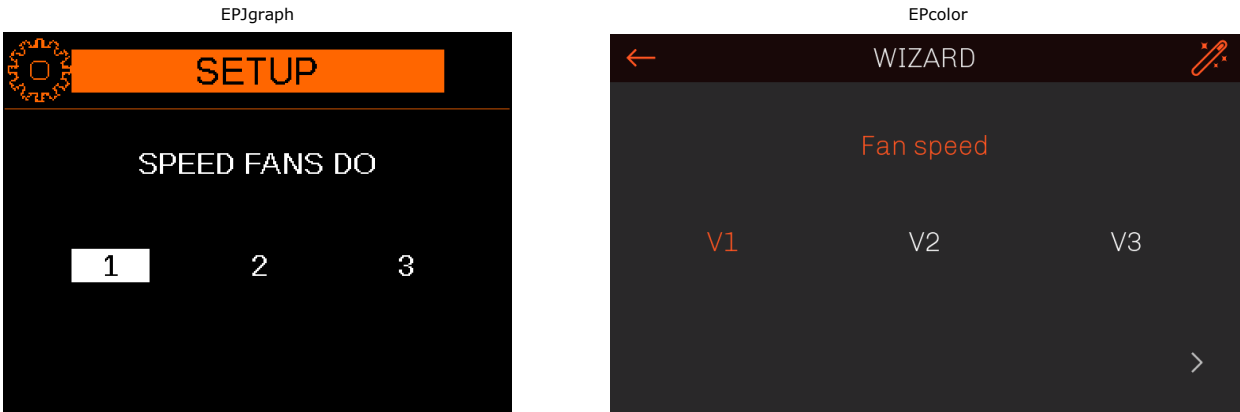 EPJgraph
SETUP
SPEED FANS DO
1 2 3
EPcolor
WIZARD
Fan speed
V1 V2 V3